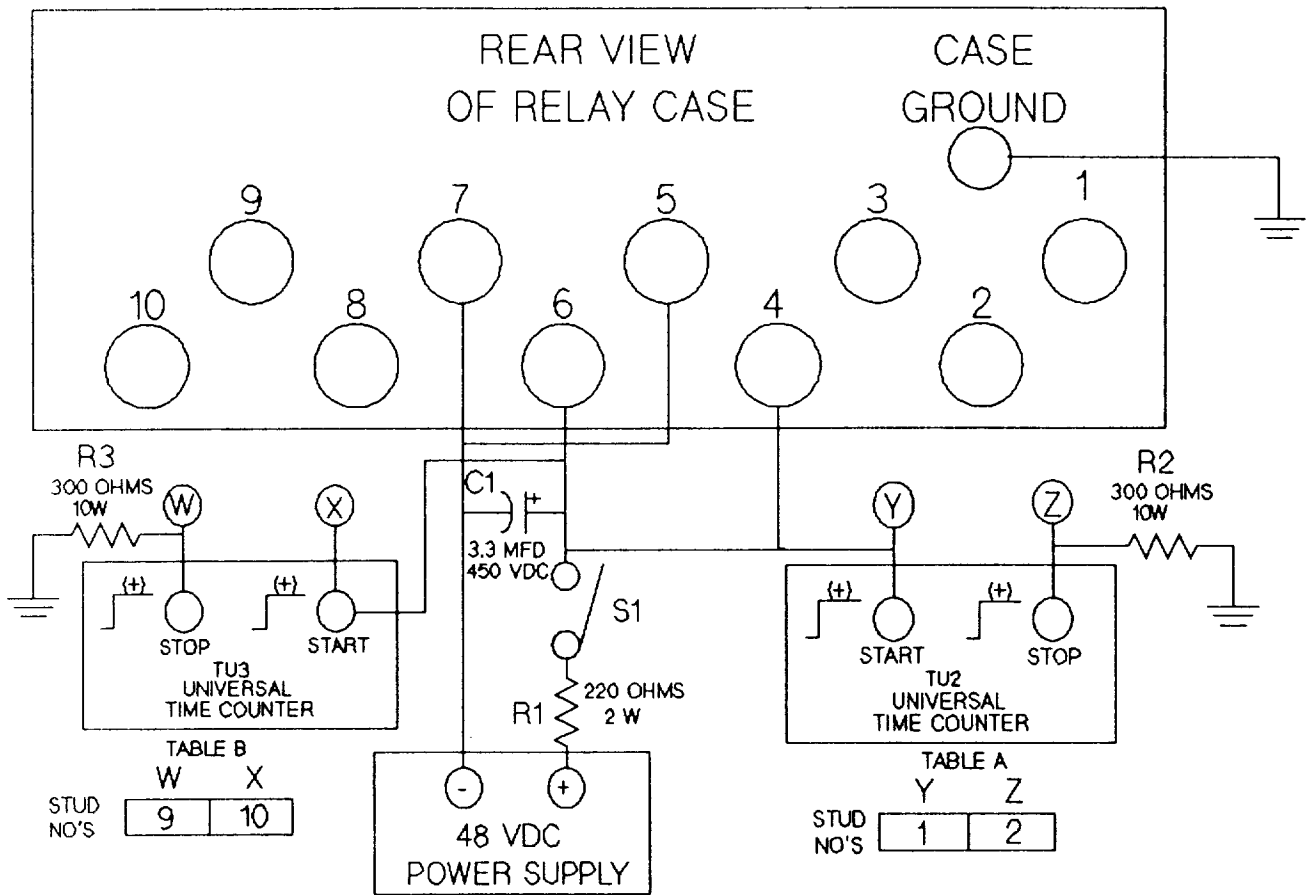 REAR VIEW
OF RELAY CASE
CASE
GROUND
9
7
5
3
1
10
8
6
4
2
R3
300 OHMS
10W
W
X
C1
+
3.3 MFD
450 VDC
Y
Z
R2
300 OHMS
10W
(+)
(+)
STOP
START
TU3
UNIVERSAL
TIME COUNTER
S1
(+)
(+)
START
STOP
TU2
UNIVERSAL
TIME COUNTER
R1
220 OHMS
2 W
TABLE B
W X
STUD
NO'S
9 10
- +
48 VDC
POWER SUPPLY
TABLE A
Y Z
STUD
NO'S
1 2